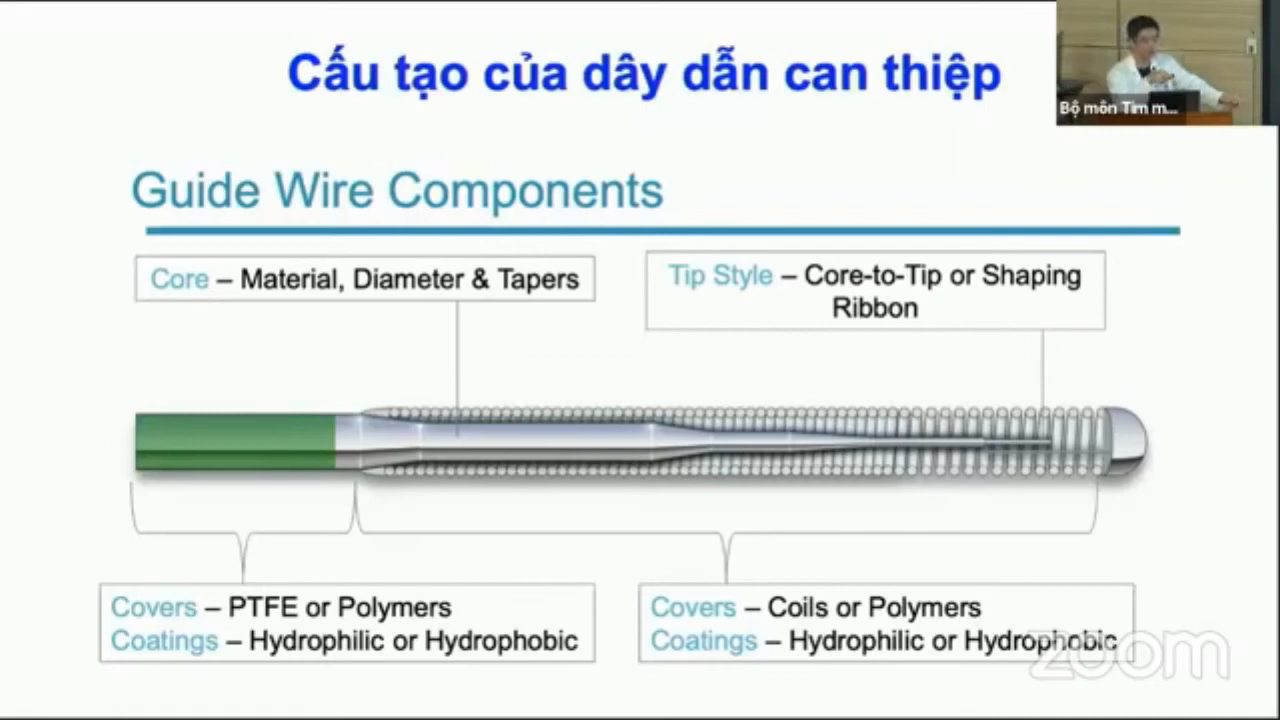 Cấu tạo của dây dẫn can thiệp
Bộ môn Tim m...
Guide Wire Components
Core – Material, Diameter & Tapers
Tip Style – Core-to-Tip or Shaping
Ribbon
Covers – PTFE or Polymers
Coatings – Hydrophilic or Hydrophobic
Covers – Coils or Polymers
Coatings – Hydrophilic or Hydrophobic
zoom